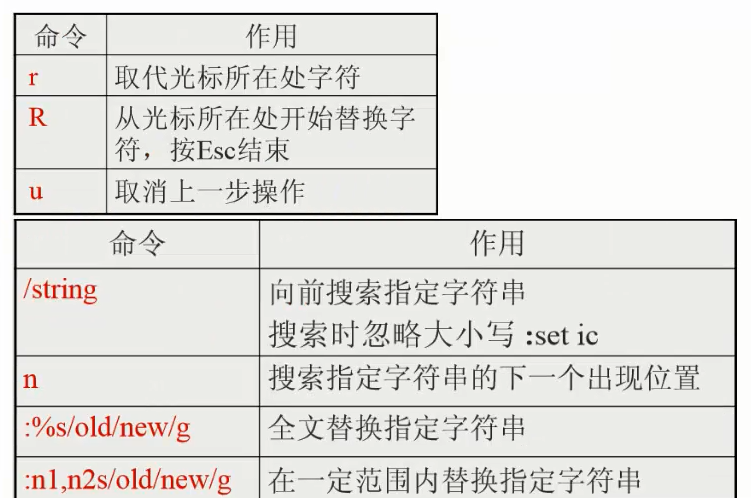 命令 作用
r 取代光标所在处字符
R 从光标所在处开始替换字
符，按Esc结束
u 取消上一步操作
命令 作用
/string 向前搜索指定字符串
搜索时忽略大小写 :set ic
n 搜索指定字符串的下一个出现位置
:%s/old/new/g 全文替换指定字符串
:n1,n2s/old/new/g 在一定范围内替换指定字符串